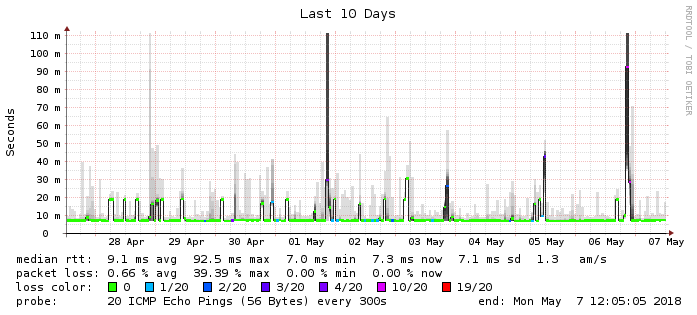 Last 10 Days
RRDTOOL / TOBI OETIKER
Seconds
110 m
100 m
90 m
80 m
70 m
60 m
50 m
40 m
30 m
20 m
10 m
0
28 Apr 29 Apr 30 Apr 01 May 02 May 03 May 04 May 05 May 06 May 07 May
median rtt: 9.1 ms avg 92.5 ms max 7.0 ms min 7.3 ms now 7.1 ms sd 1.3 am/s
packet loss: 0.66 % avg 39.39 % max 0.00 % min 0.00 % now
loss color: 0 1/20 2/20 3/20 4/20 10/20 19/20
probe: 20 ICMP Echo Pings (56 Bytes) every 300s end: Mon May 7 12:05:05 2018